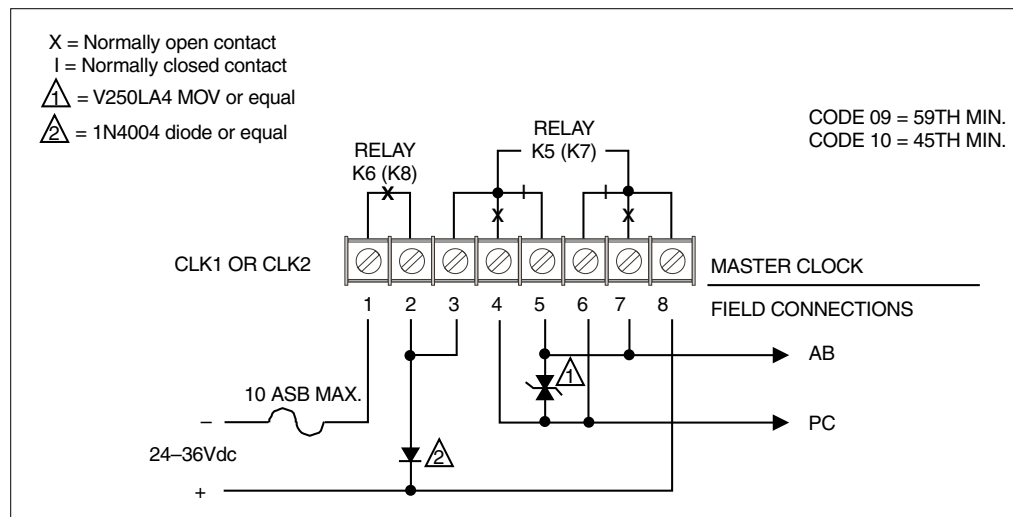 X = Normally open contact
I = Normally closed contact
1 = V250LA4 MOV or equal
2 = 1N4004 diode or equal
CODE 09 = 59TH MIN.
CODE 10 = 45TH MIN.
RELAY
K6 (K8)
RELAY
K5 (K7)
X
X
X
CLK1 OR CLK2
MASTER CLOCK
1 2 3 4 5 6 7 8
FIELD CONNECTIONS
AB
1
10 ASB MAX.
–
PC
24–36Vdc
2
+